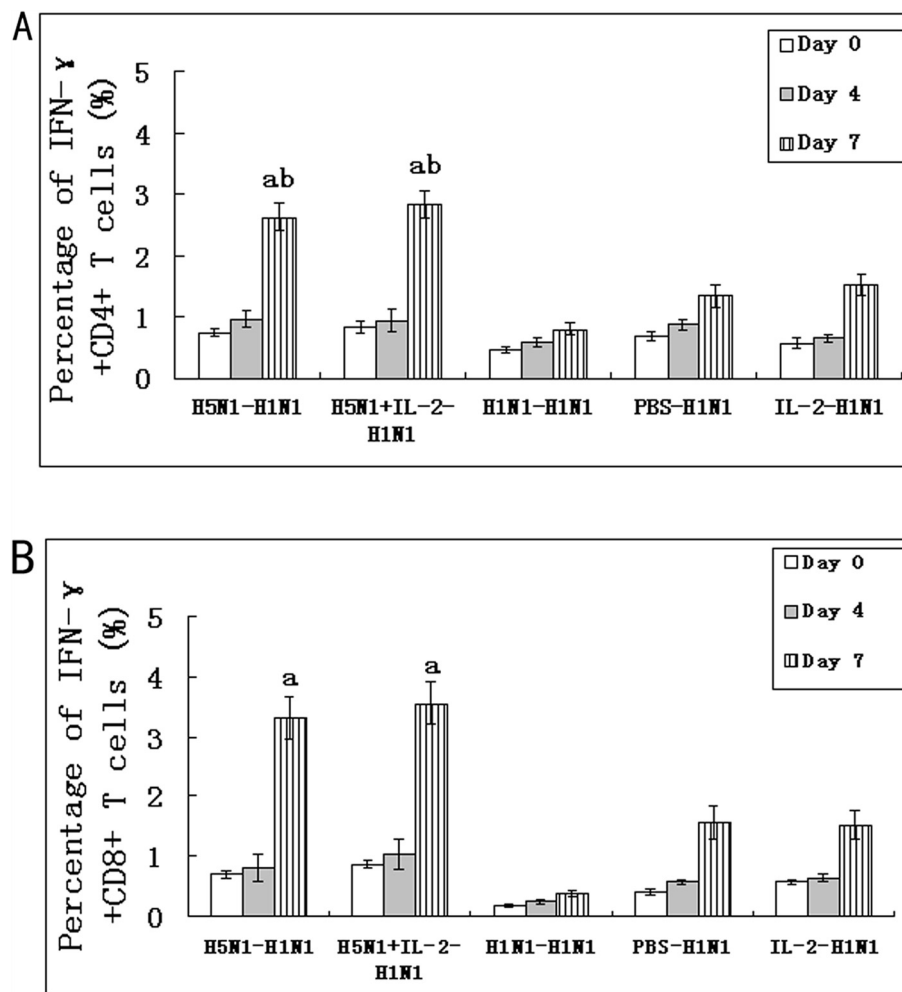 A
Percentage of IFN-γ
+CD4+ T cells (%)
5
4
3
2
1
0
ab
ab
Day 0
Day 4
Day 7
H5N1-H1N1
H5N1+IL-2-
H1N1
H1N1-H1N1
PBS-H1N1
IL-2-H1N1
B
Percentage of IFN-γ
+CD8+ T cells (%)
5
4
3
2
1
0
a
a
Day 0
Day 4
Day 7
H5N1-H1N1
H5N1+IL-2-
H1N1
H1N1-H1N1
PBS-H1N1
IL-2-H1N1